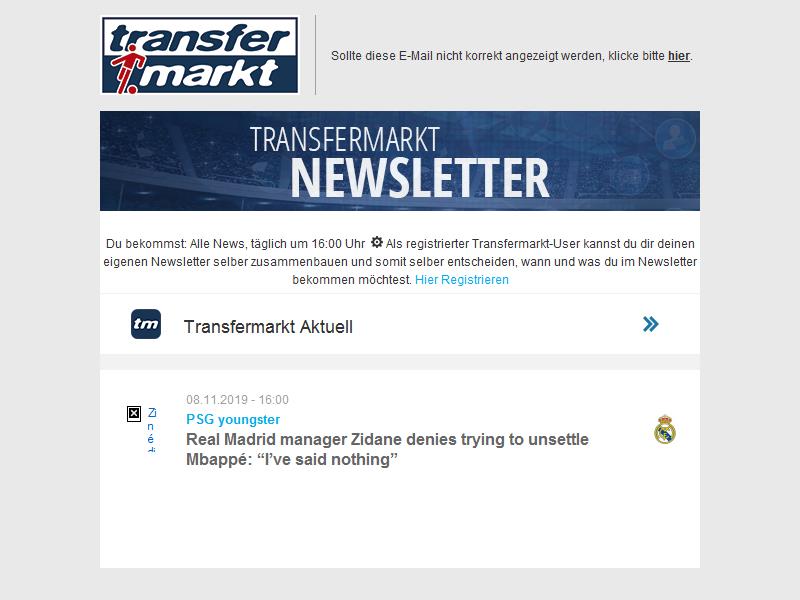 transfer
markt
Sollte diese E-Mail nicht korrekt angezeigt werden, klicke bitte hier.
TRANSFERMARKT
NEWSLETTER
Du bekommst: Alle News, täglich um 16:00 Uhr Als registrierter Transfermarkt-User kannst du dir deinen
eigenen Newsletter selber zusammenbauen und somit selber entscheiden, wann und was du im Newsletter
bekommen möchtest. Hier Registrieren
tm
Transfermarkt Aktuell
08.11.2019 - 16:00
PSG youngster
Real Madrid manager Zidane denies trying to unsettle
Mbappé: “I’ve said nothing”
Zi
n
é